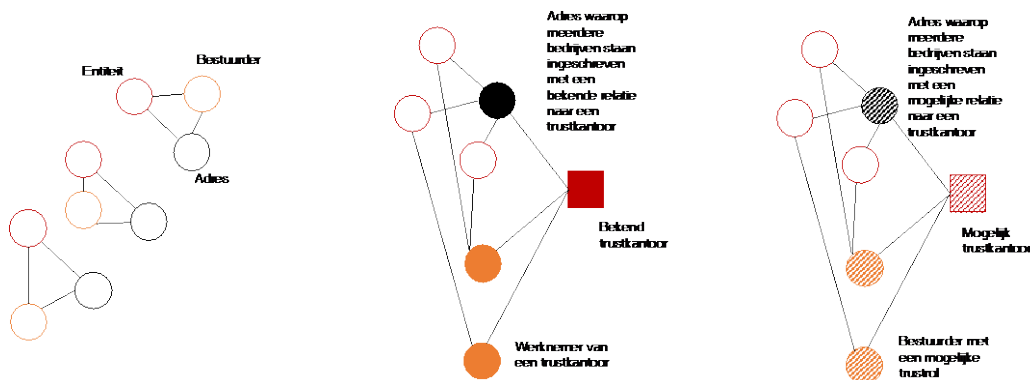 Entiteit
Bestuurder
Adres
Adres waarop
meerdere
bedrijven staan
ingeschreven
met een
bekende relatie
naar een
trustkantoor
Bekend
trustkantoor
Werknemer van
een trustkantoor
Adres waarop
meerdere
bedrijven staan
ingeschreven
met een
mogelijke relatie
naar een
trustkantoor
Mogelijk
trustkantoor
Bestuurder met
een mogelijke
trustrol